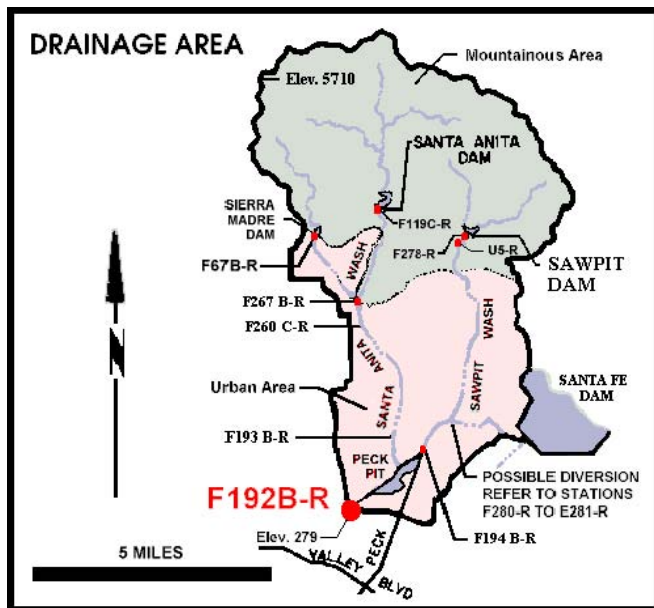 DRAINAGE AREA
Mountainous Area
Elev. 5710
SANTA ANITA
DAM
SIERRA
MADRE
DAM
F119C-R
F278-R
U5-R
F67B-R
WASH
SAWPIT
DAM
F267 B-R
F260 C-R
WASH
ANITA
SANTA FE
DAM
SAWPIT
Urban Area
SANTA
F193 B-R
PECK
PIT
POSSIBLE DIVERSION
REFER TO STATIONS
F280-R TO E281-R
F192B-R
F194 B-R
Elev. 279
N
5 MILES
VALLEY
BLVD
PECK